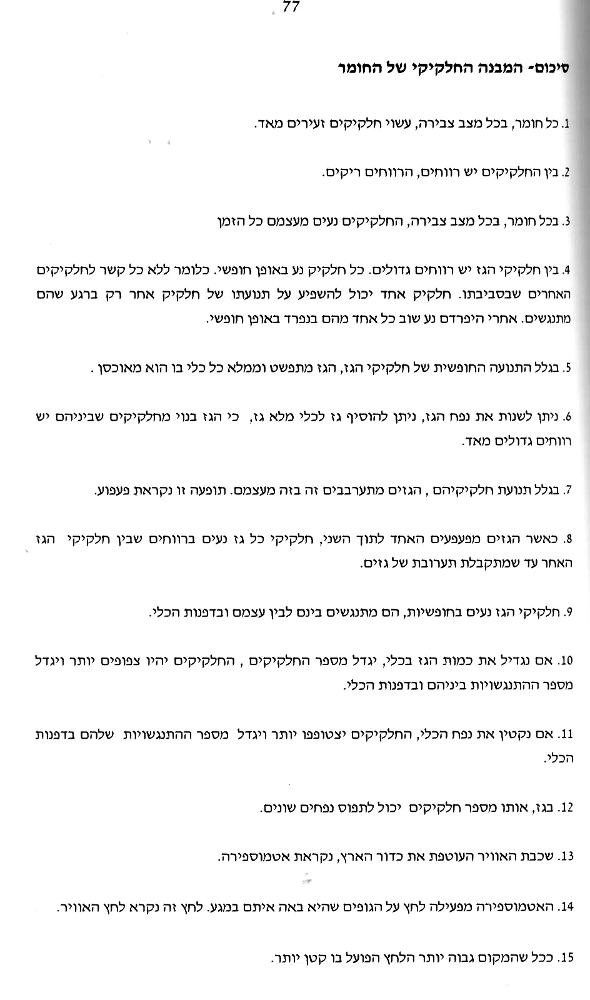 77
סיכום- המבנה החלקיקי של החומר
1. כל חומר, בכל מצב צבירה, עשוי חלקיקים זעירים מאד.
2. בין החלקיקים יש רווחים, הרווחים ריקים.
3. בכל חומר, בכל מצב צבירה, החלקיקים נעים מעצמם כל הזמן
4. בין חלקיקי הגז יש רווחים גדולים. כל חלקיק נע באופן חופשי. כלומר ללא כל קשר לחלקיקים
האחרים שבסביבתו. חלקיק אחד יכול להשפיע על תנועתו של חלקיק אחר רק ברגע שהם
מתנגשים. אחרי היפרדם נע שוב כל אחד מהם בנפרד באופן חופשי.
5. בגלל התנועה החופשית של חלקיקי הגז, הגז מתפשט וממלא כל כלי בו הוא מאוכסן .
6. ניתן לשנות את נפח הגז, ניתן להוסיף גז לכלי מלא גז, כי הגז בנוי מחלקיקים שביניהם יש
רווחים גדולים מאד.
7. בגלל תנועת חלקיקיהם , הגזים מתערבבים זה בזה מעצמם. תופעה זו נקראת פעפוע.
8. כאשר הגזים מפעפעים האחד לתוך השני, חלקיקי כל גז נעים ברווחים שבין חלקיקי הגז
האחר עד שמתקבלת תערובת של גזים.
9. חלקיקי הגז נעים בחופשיות, הם מתנגשים בינם לבין עצמם ובדפנות הכלי.
10. אם נגדיל את כמות הגז בכלי, יגדל מספר החלקיקים , החלקיקים יהיו צפופים יותר ויגדל
מספר ההתנגשויות ביניהם ובדפנות הכלי.
11. אם נקטין את נפח הכלי, החלקיקים יצטופפו יותר ויגדל מספר ההתנגשויות שלהם בדפנות
הכלי.
12. בגז, אותו מספר חלקיקים יכול לתפוס נפחים שונים.
13. שכבת האוויר העוטפת את כדור הארץ, נקראת אטמוספירה.
14. האטמוספירה מפעילה לחץ על הגופים שהיא באה איתם במגע. לחץ זה נקרא לחץ האוויר.
15. ככל שהמקום גבוה יותר הלחץ הפועל בו קטן יותר.